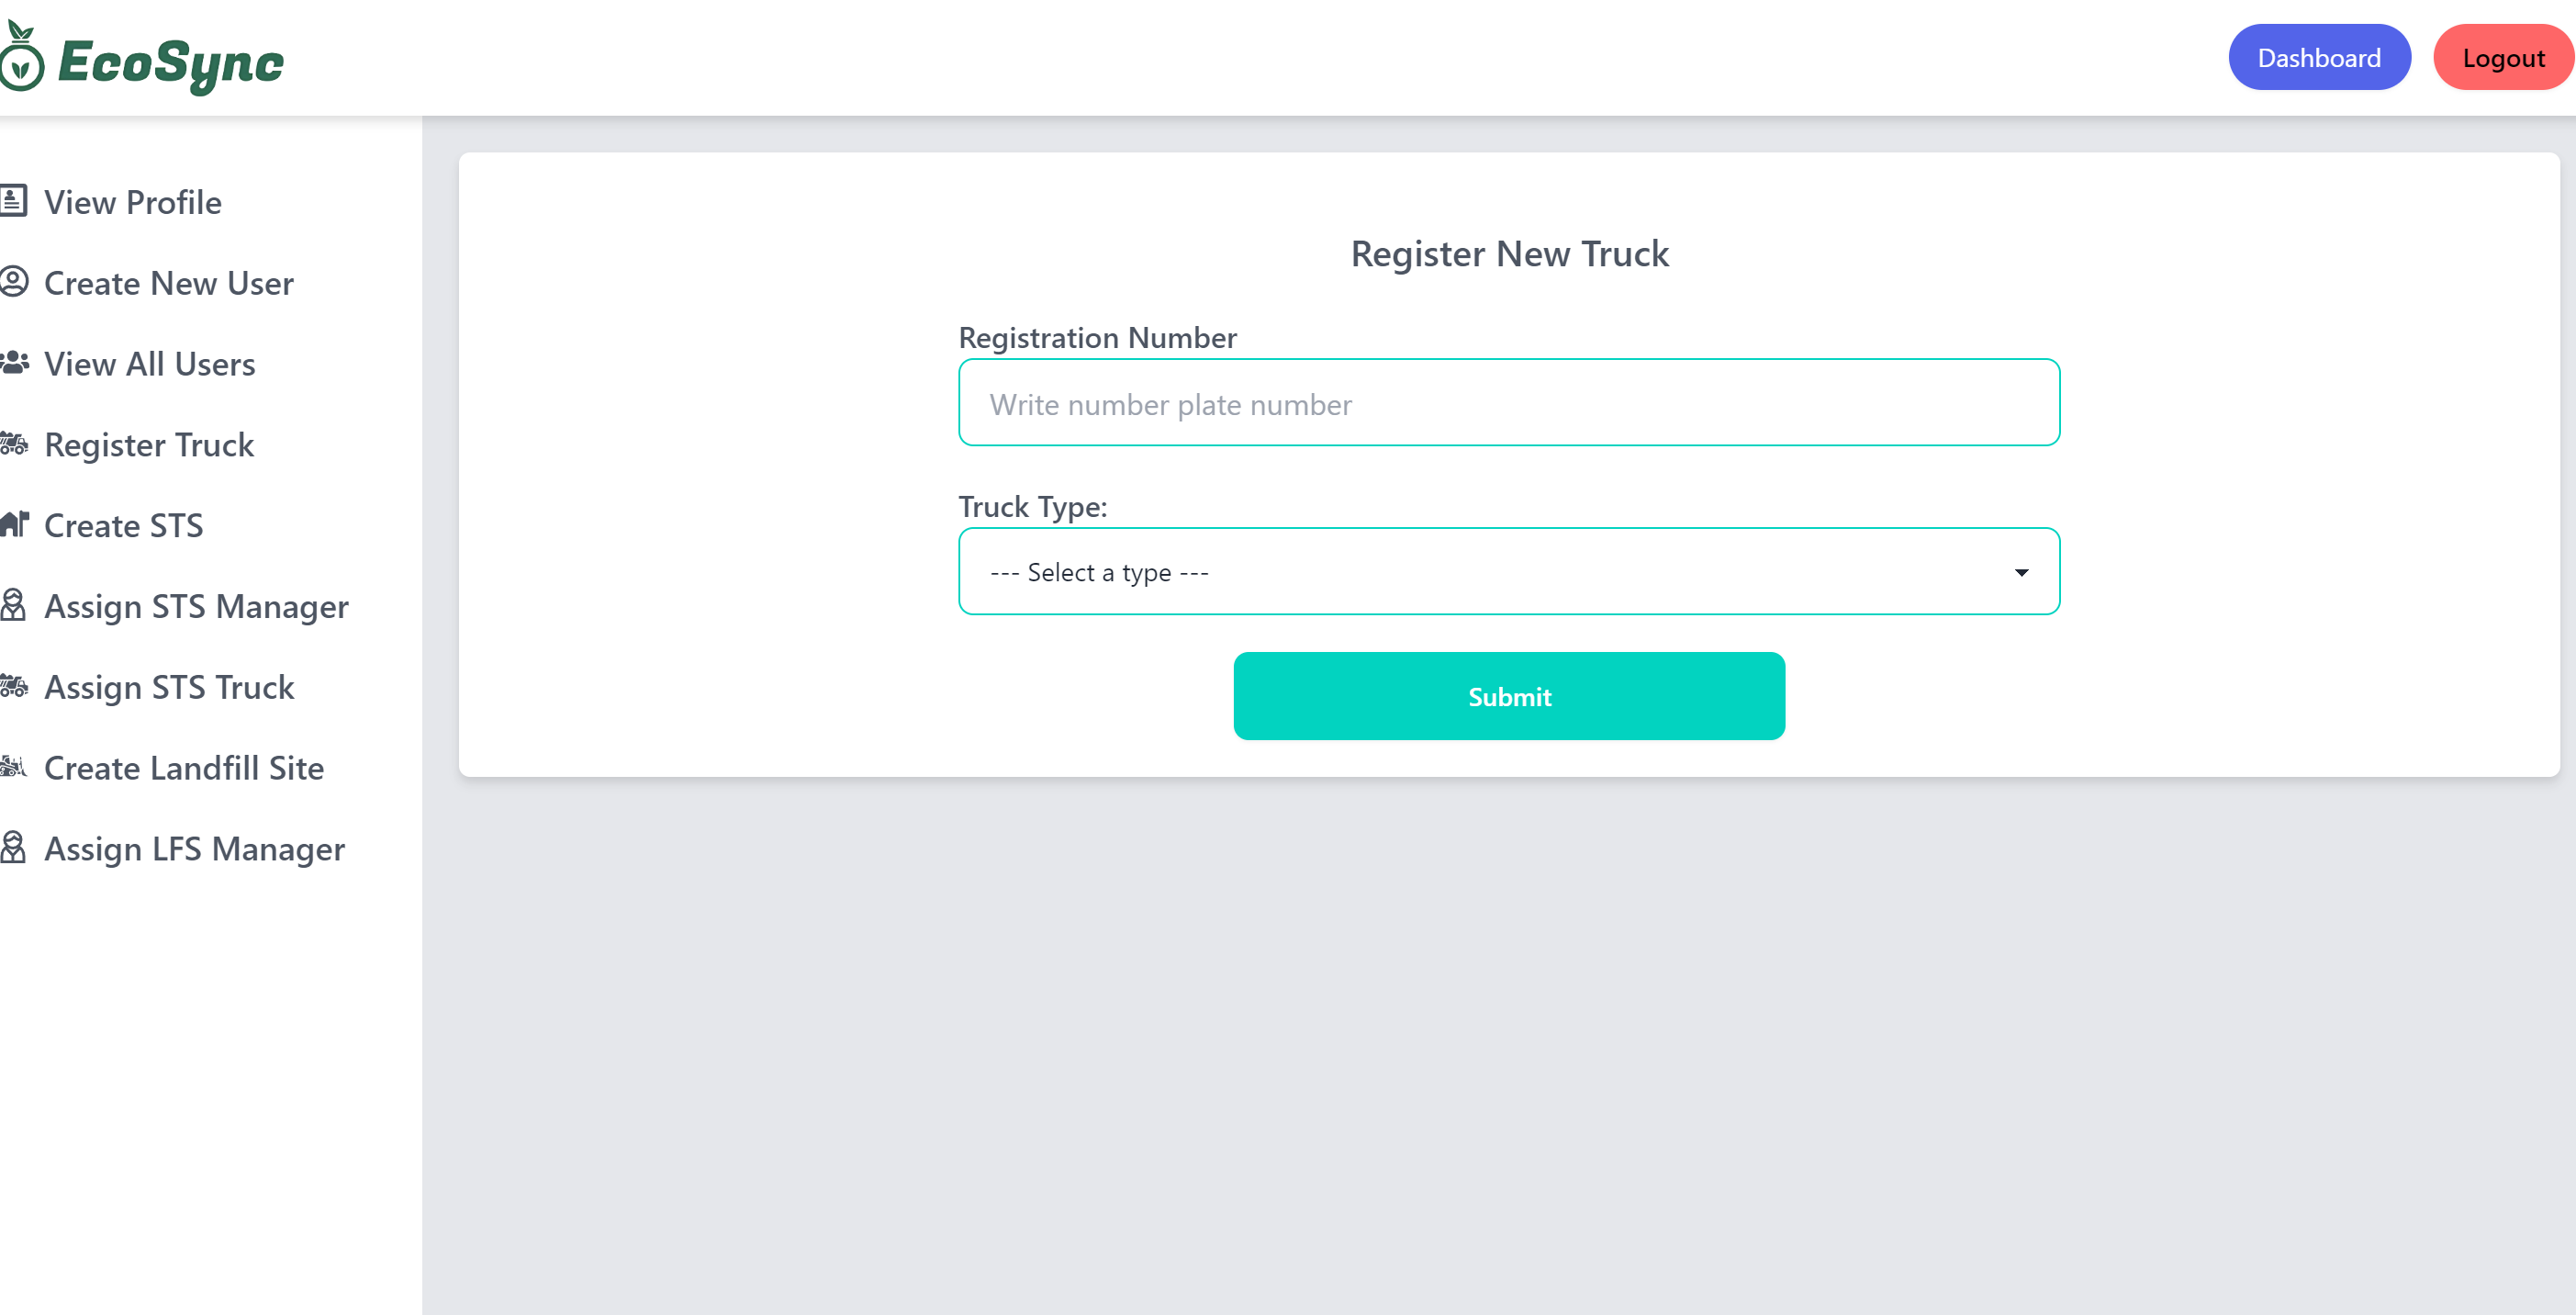 EcoSync
Dashboard
Logout
View Profile
Create New User
View All Users
Register Truck
Create STS
Assign STS Manager
Assign STS Truck
Create Landfill Site
Assign LFS Manager
Register New Truck
Registration Number
Write number plate number
Truck Type:
--- Select a type ---
Submit